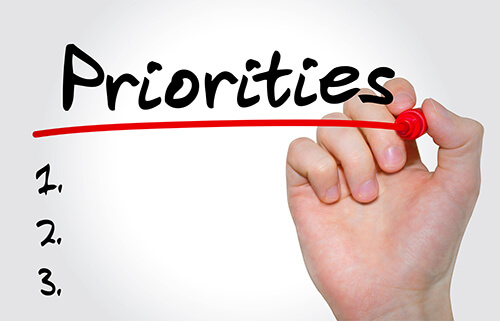 Priorities
1.
2.
3.